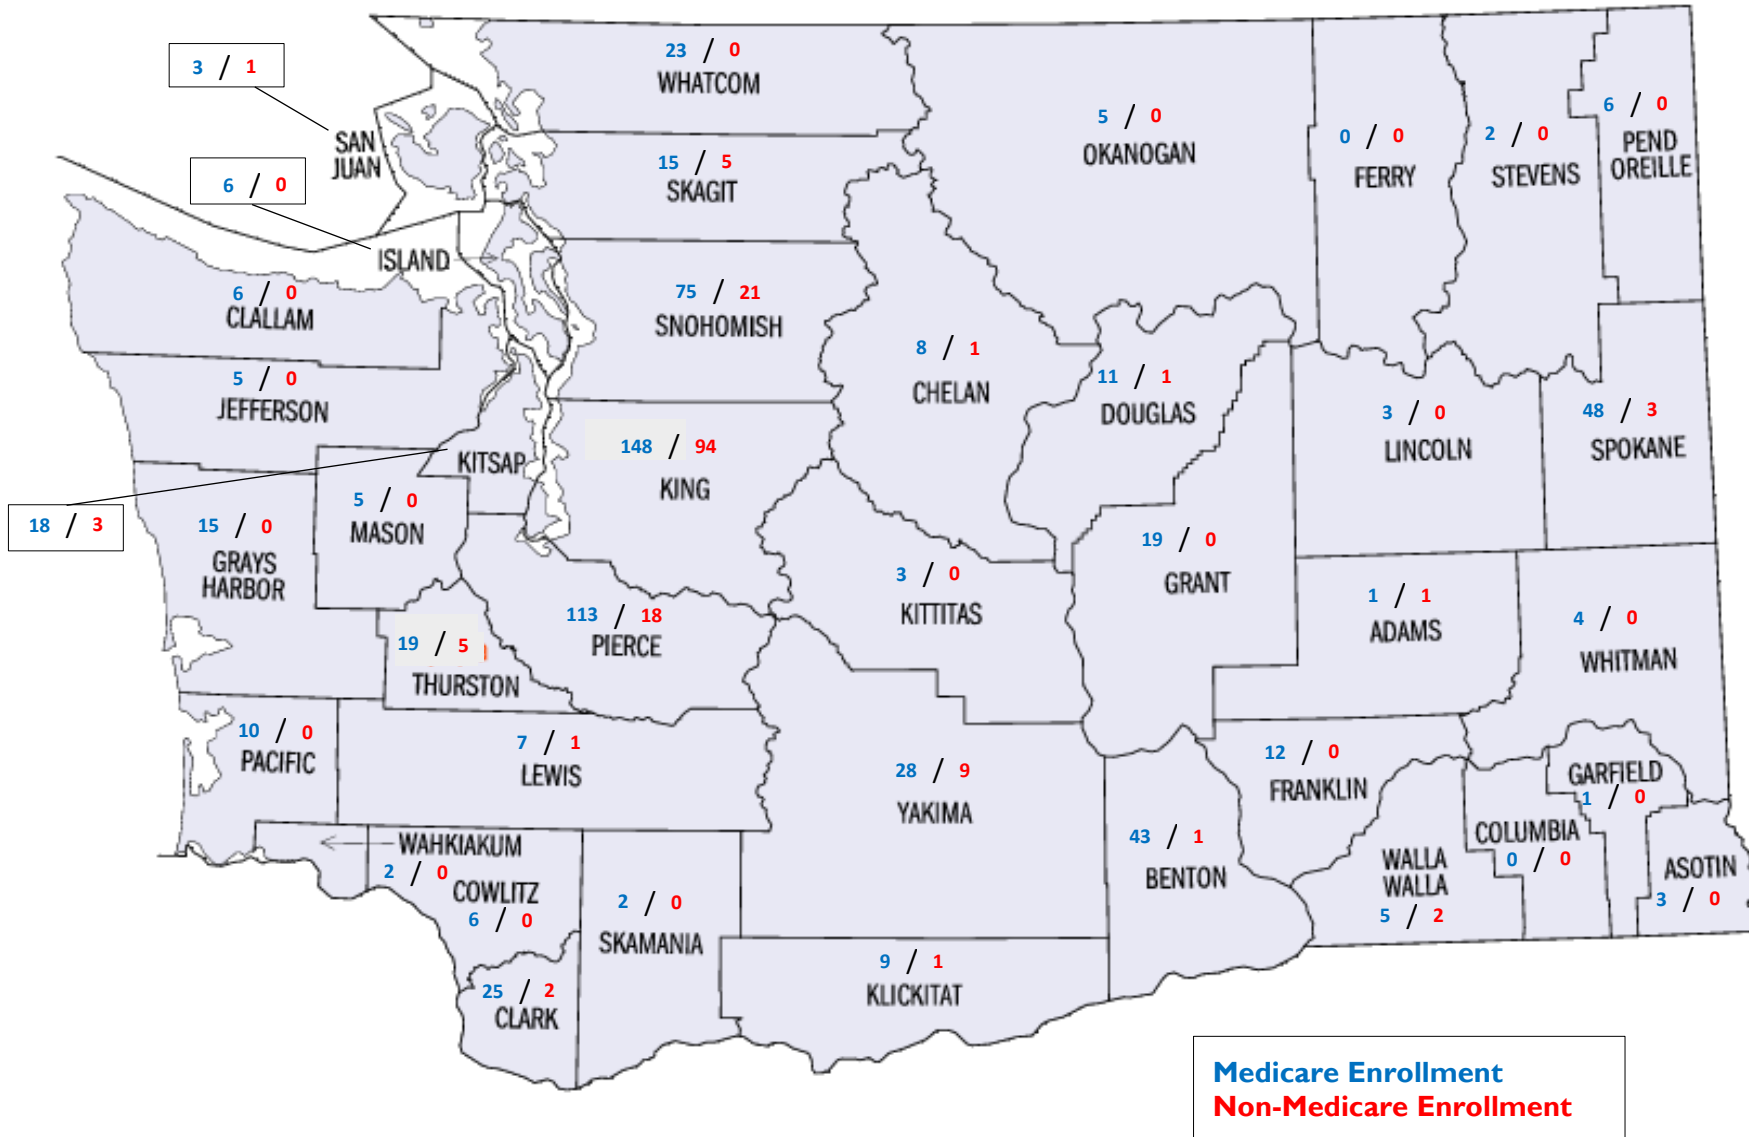 23 / 0
WHATCOM
3 / 1
SAN
JUAN
5 / 0
OKANOGAN
0 / 0
FERRY
2 / 0
STEVENS
6 / 0
PEND
OREILLE
15 / 5
SKAGIT
6 / 0
ISLAND
6 / 0
CLALLAM
75 / 21
SNOHOMISH
8 / 1
CHELAN
11 / 1
DOUGLAS
5 / 0
JEFFERSON
3 / 0
LINCOLN
48 / 3
SPOKANE
148 / 94
KING
KITSAP
18 / 3
5 / 0
MASON
15 / 0
GRAYS
HARBOR
19 / 0
GRANT
3 / 0
KITTITAS
1 / 1
ADAMS
4 / 0
WHITMAN
113 / 18
PIERCE
19 / 5
THURSTON
10 / 0
PACIFIC
7 / 1
LEWIS
28 / 9
YAKIMA
12 / 0
FRANKLIN
GARFIELD
1 / 0
COLUMBIA
0 / 0
43 / 1
BENTON
WALLA
WALLA
5 / 2
ASOTIN
3 / 0
WAHKIAKUM
2 / 0
COWLITZ
6 / 0
2 / 0
SKAMANIA
9 / 1
KLICKITAT
25 / 2
CLARK
Medicare Enrollment
Non-Medicare Enrollment